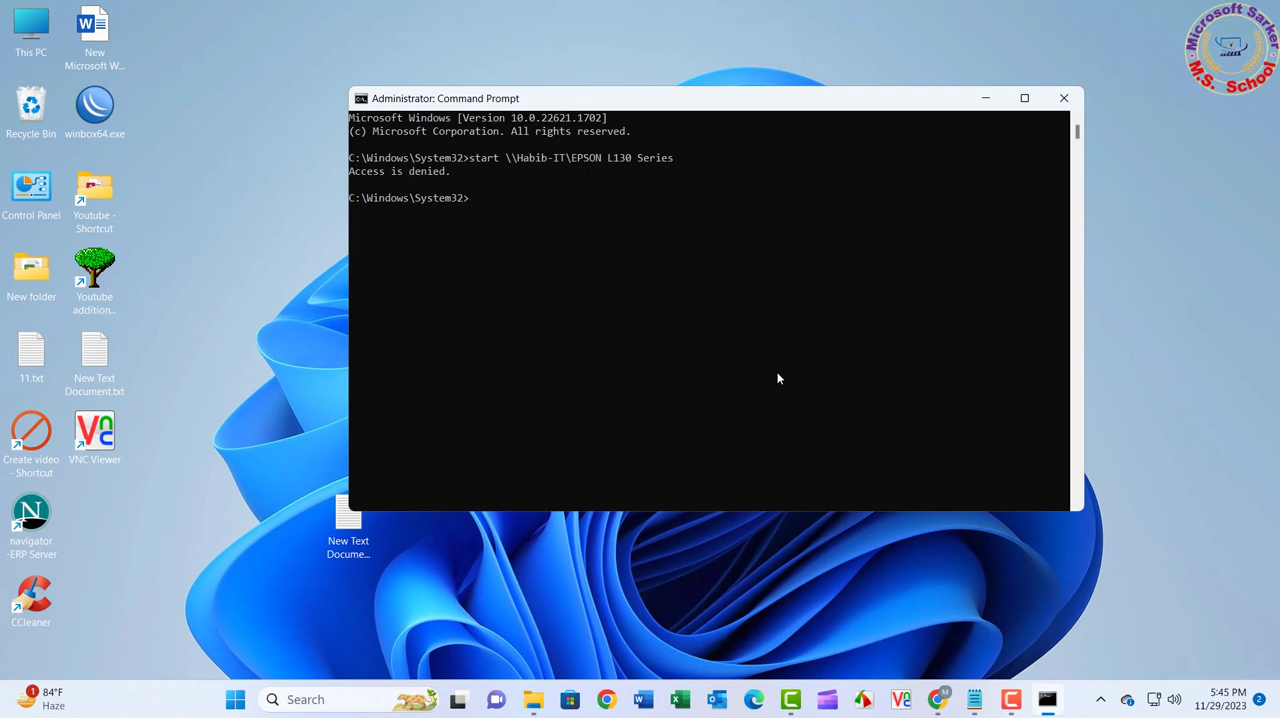 This PC
New
Microsoft W...
Recycle Bin
winbox64.exe
Control Panel
Youtube -
Shortcut
New folder
Youtube
addition...
11.txt
New Text
Document.txt
Create video
- Shortcut
VNC Viewer
navigator
-ERP Server
CCleaner
New Text
Docume...
Administrator: Command Prompt
Microsoft Windows [Version 10.0.22621.1702]
(c) Microsoft Corporation. All rights reserved.
C:\Windows\System32>start \\Habib-IT\EPSON L130 Series
Access is denied.
C:\Windows\System32>
Microsoft Sarker
M.S. School
1
84°F
Haze
Search
M
5:45 PM
11/29/2023
2